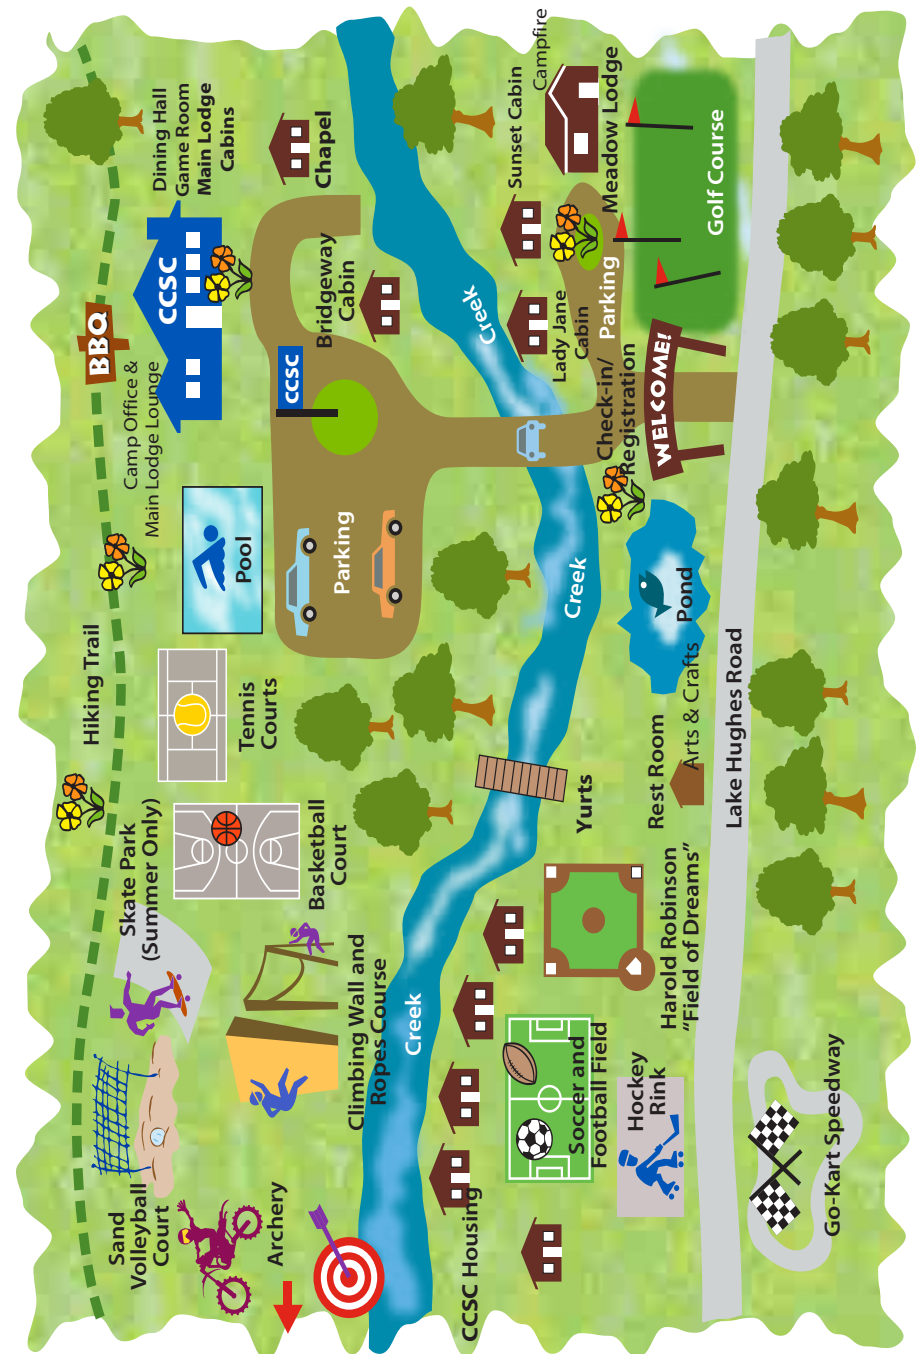 Hiking Trail
BBQ
Sand
Volleyball
Court
Skate Park
(Summer Only)
Camp Office &
Main Lodge Lounge
CCSC
Dining Hall
Game Room
Main Lodge
Cabins
Archery
Climbing Wall and
Ropes Course
Basketball
Court
Tennis
Courts
Pool
Parking
CCSC
Bridgeway
Cabin
Chapel
Creek
Creek
Creek
CCSC Housing
Yurts
Lady Jane
Cabin
Sunset Cabin
Campfire
Meadow Lodge
Parking
Check-in/
Registration
WELCOME!
Golf Course
Soccer and
Football Field
Hockey
Rink
Harold Robinson
“Field of Dreams”
Rest Room
Arts & Crafts
Pond
Lake Hughes Road
Go-Kart Speedway